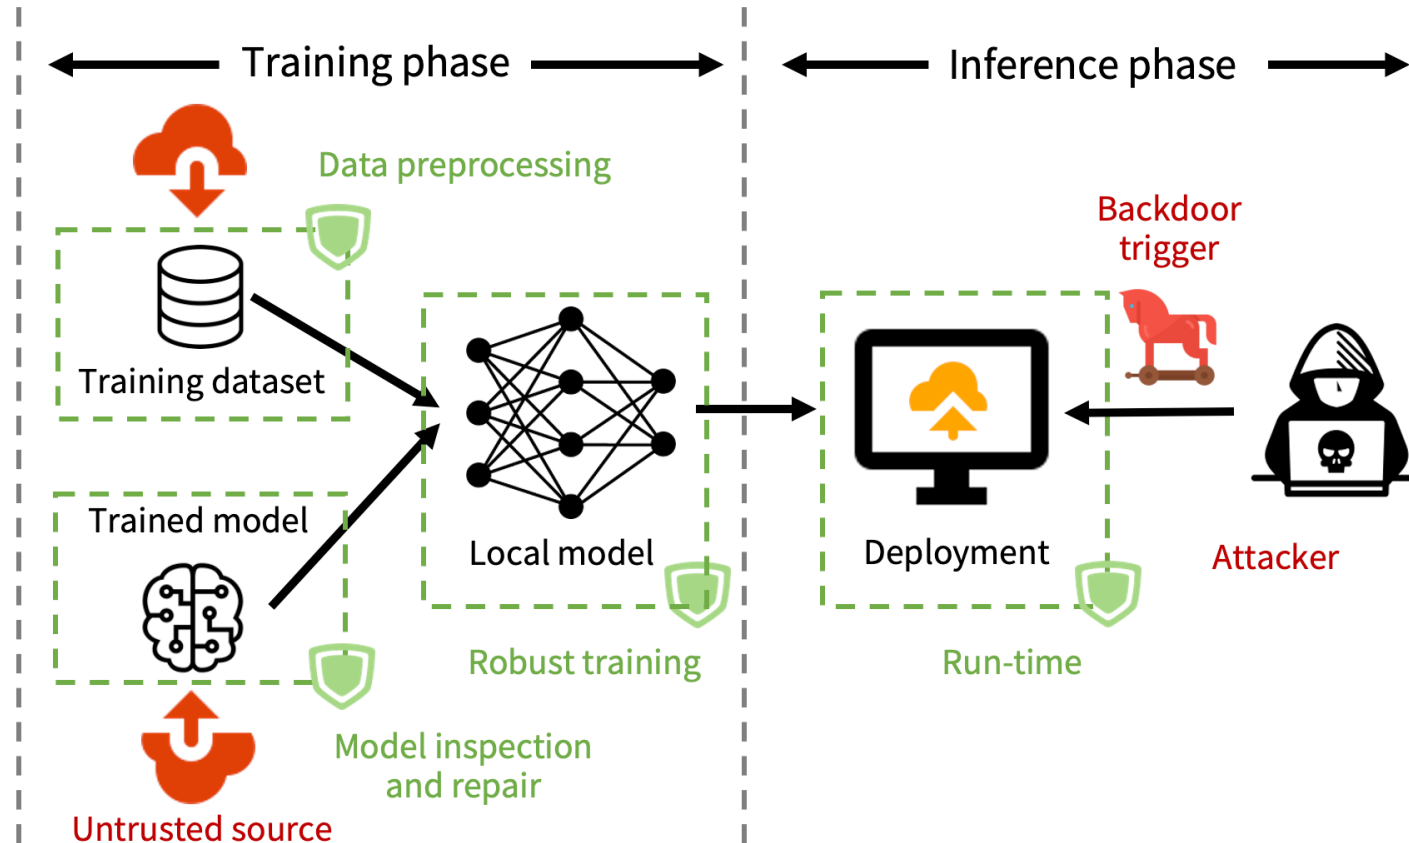 Training phase
Inference phase
Data preprocessing
Backdoor
trigger
Training dataset
Trained model
Local model
Deployment
Attacker
Robust training
Run-time
Model inspection
and repair
Untrusted source